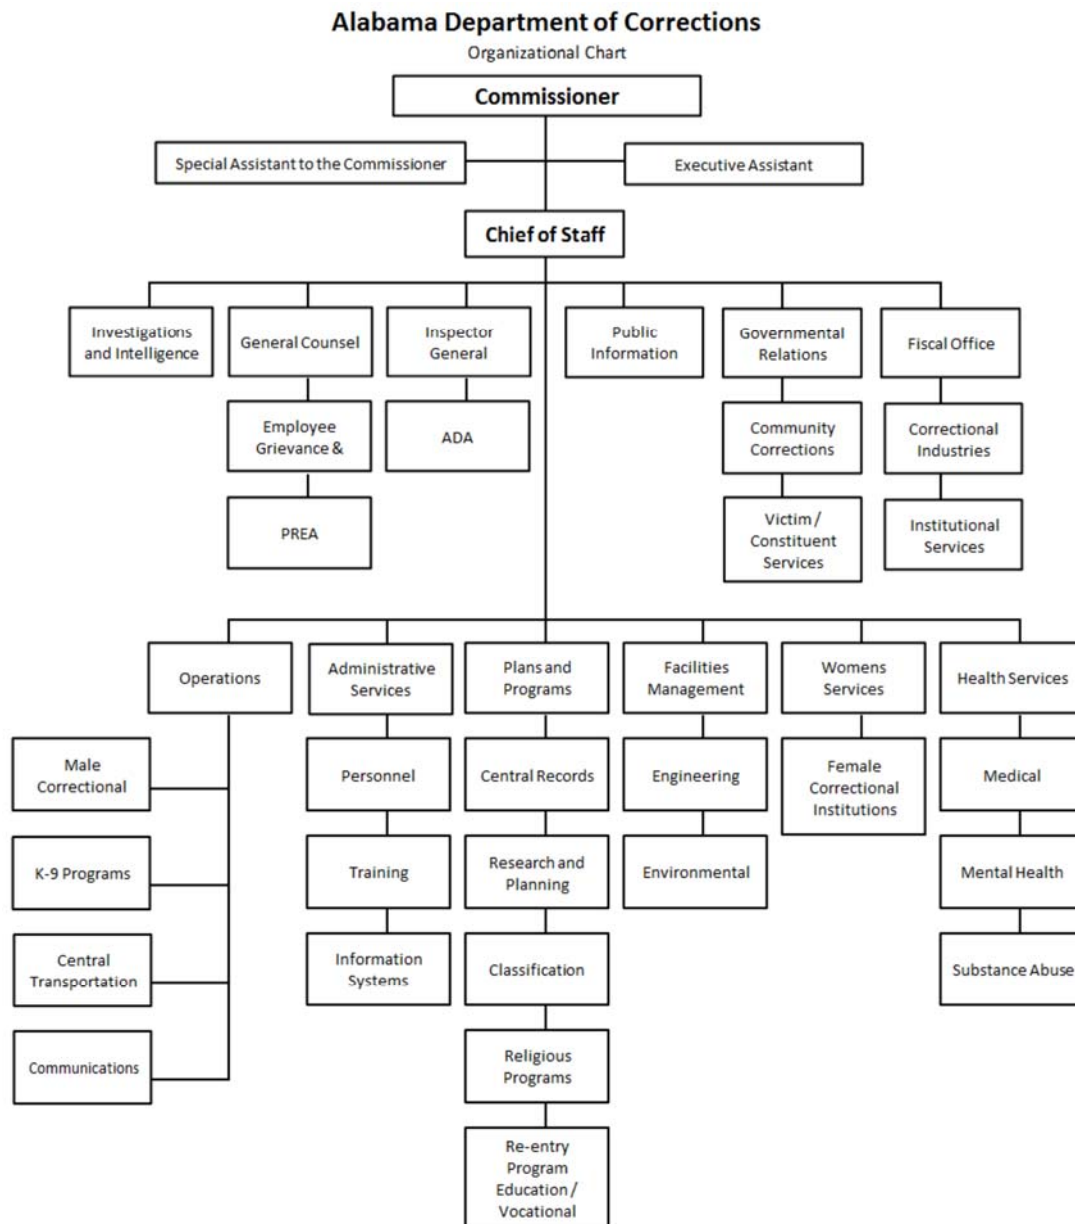 Alabama Department of Corrections
Organizational Chart
Commissioner
Special Assistant to the Commissioner
Executive Assistant
Chief of Staff
Investigations
and Intelligence
General Counsel
Inspector
General
Public
Information
Governmental
Relations
Fiscal Office
Employee
Grievance &
ADA
Community
Corrections
Correctional
Industries
PREA
Victim /
Constituent
Services
Institutional
Services
Operations
Administrative
Services
Plans and
Programs
Facilities
Management
Womens
Services
Health Services
Male
Correctional
Personnel
Central Records
Engineering
Female
Correctional
Institutions
Medical
K-9 Programs
Training
Research and
Planning
Environmental
Mental Health
Central
Transportation
Information
Systems
Classification
Substance Abuse
Communications
Religious
Programs
Re-entry
Program
Education /
Vocational